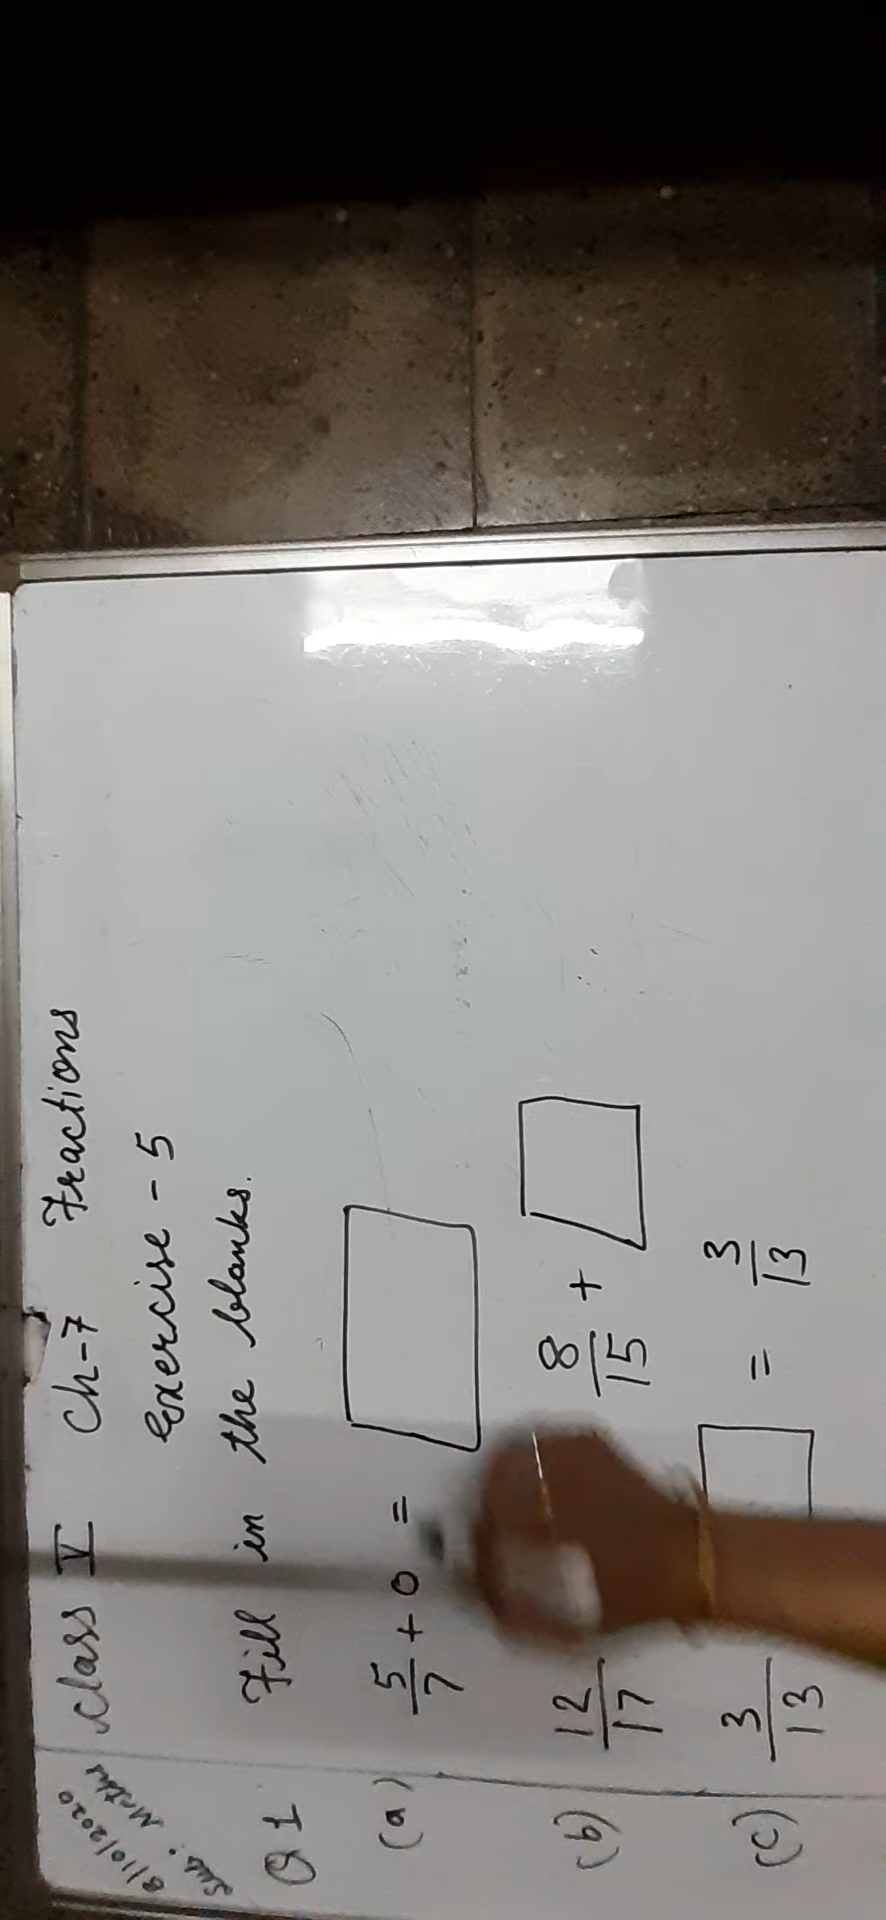 8/10/2020
Sub: Maths
Class V Ch-7 Fractions
Exercise-5
Q1 Fill in the blanks.
(a) 5/7 + 0 =
(b) 12/17 8/15 +
(c) 3/13 = 3/13